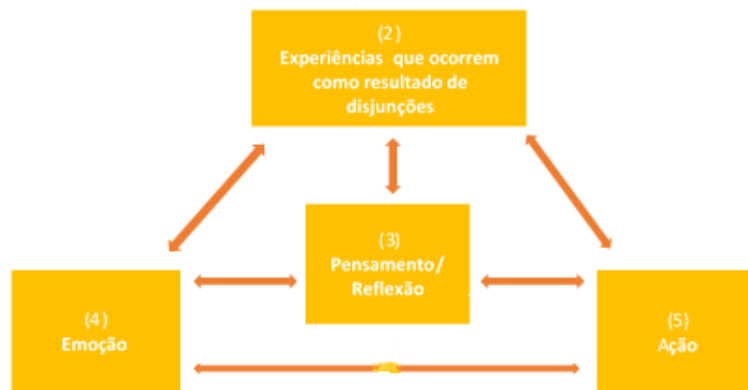 (2)
Experiências que ocorrem
como resultado de
disjunções
(3)
Pensamento/
Reflexão
(4)
Emoção
(5)
Ação